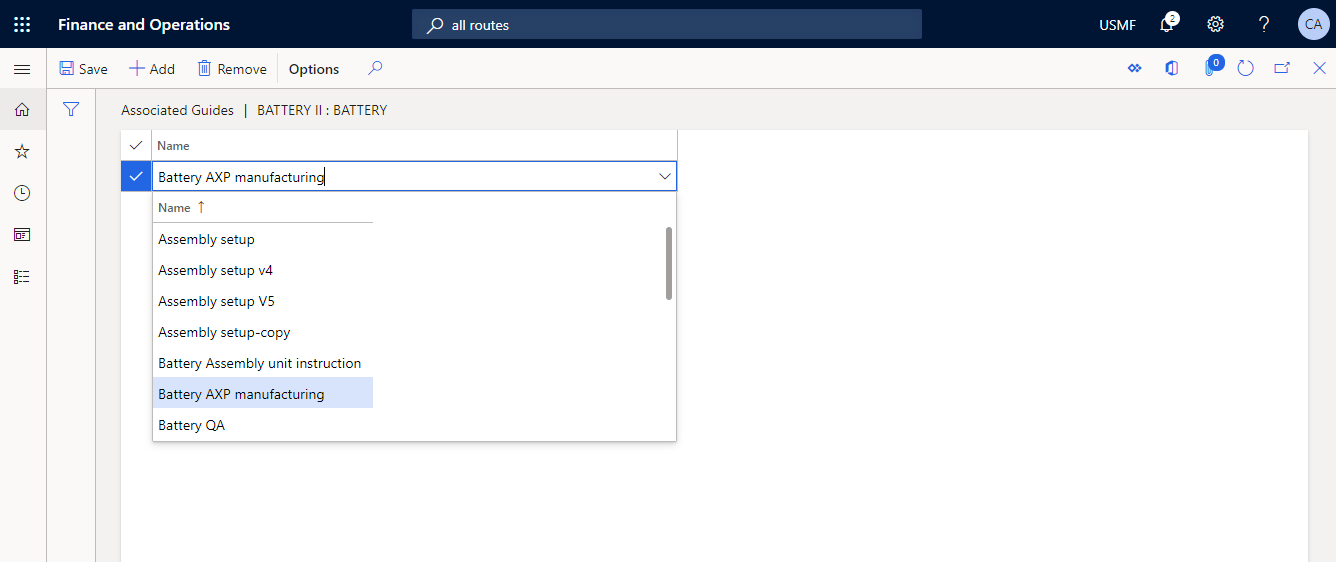 Finance and Operations
all routes
USMF
2
CA
Save
Add
Remove
Options
0
Associated Guides | BATTERY II : BATTERY
Name
Battery AXP manufacturing
Name ↑
Assembly setup
Assembly setup v4
Assembly setup V5
Assembly setup-copy
Battery Assembly unit instruction
Battery AXP manufacturing
Battery QA